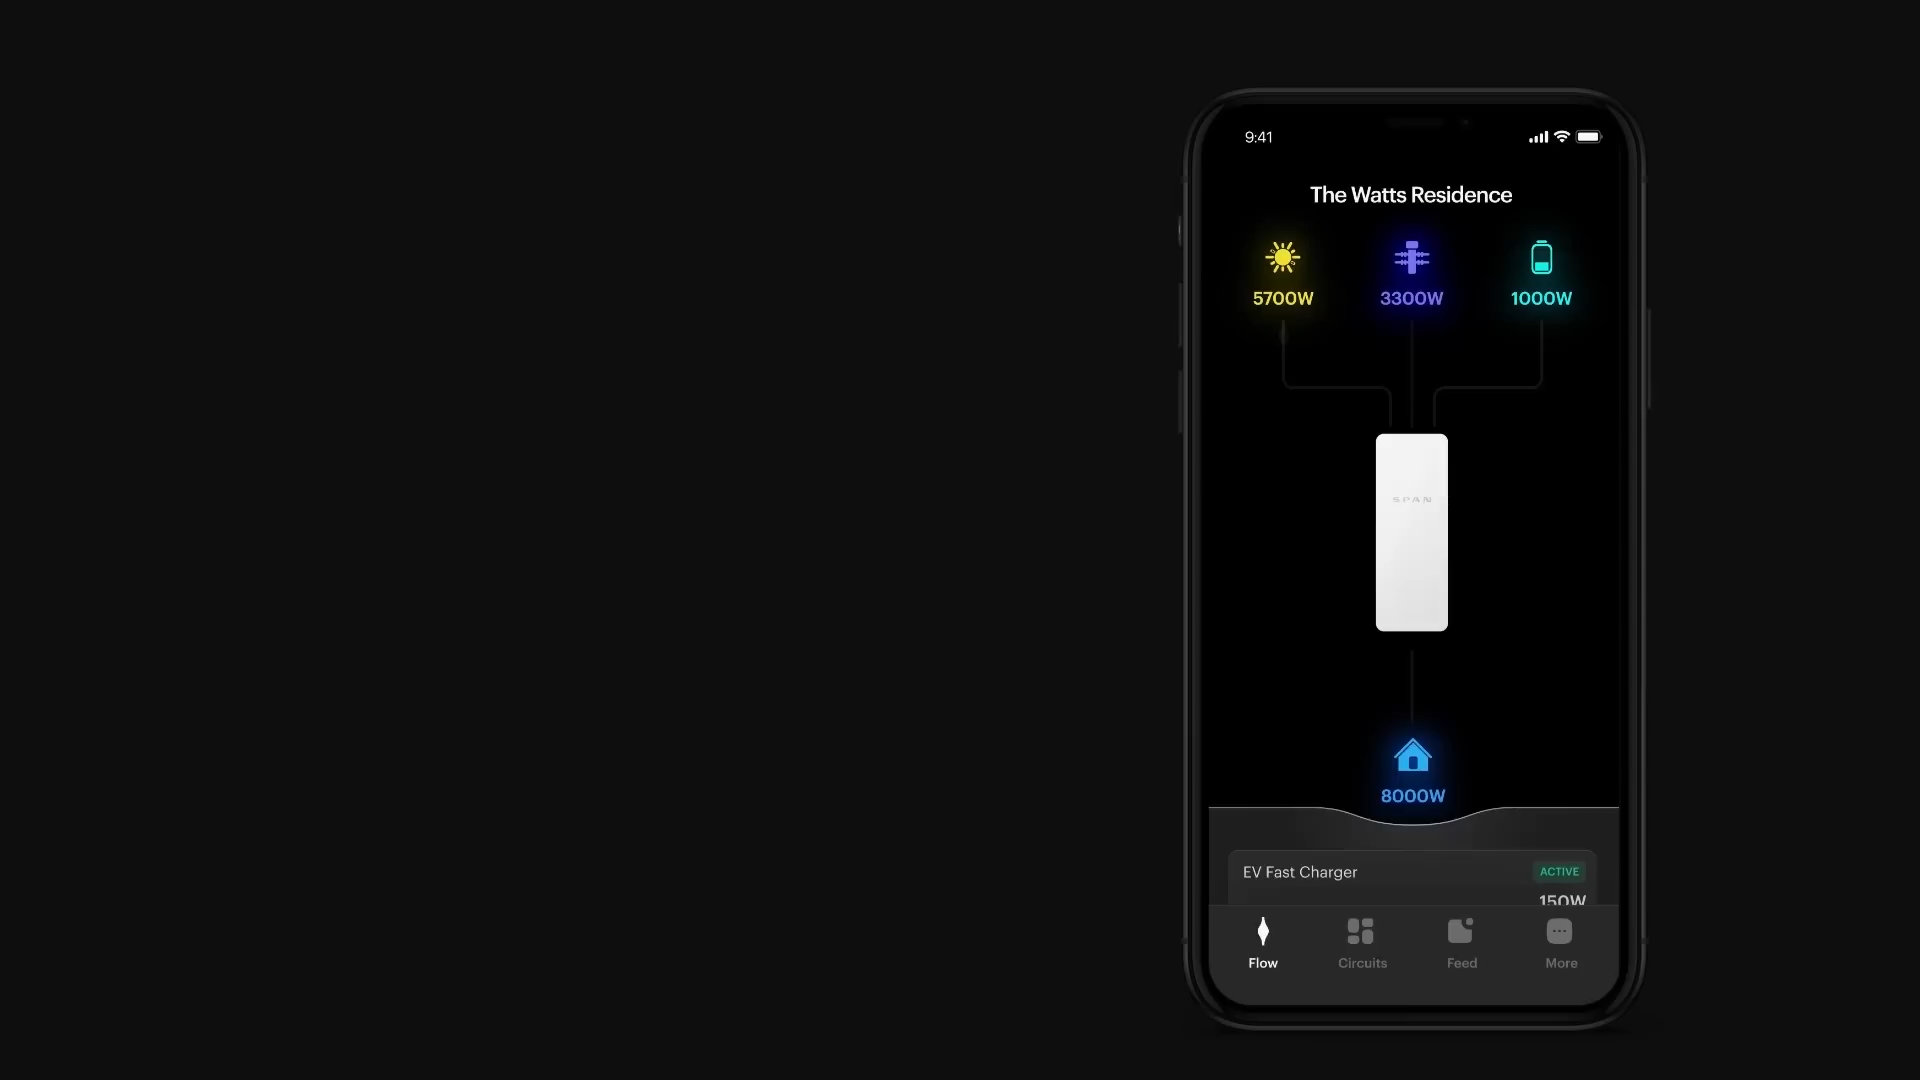 9:41
The Watts Residence
5700W 3300W 1000W
SPAN
8000W
EV Fast Charger ACTIVE
150W
Flow Circuits Feed More